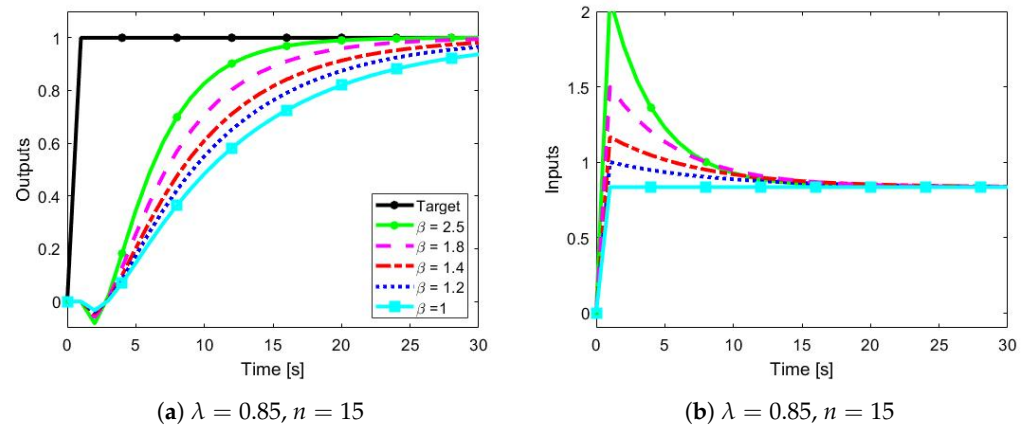 Outputs
1
0.8
0.6
0.4
0.2
0
0 5 10 15 20 25 30
Time [s]
Target
β = 2.5
β = 1.8
β = 1.4
β = 1.2
β =1
(a) λ = 0.85, n = 15
Inputs
2
1.5
1
0.5
0
0 5 10 15 20 25 30
Time [s]
(b) λ = 0.85, n = 15